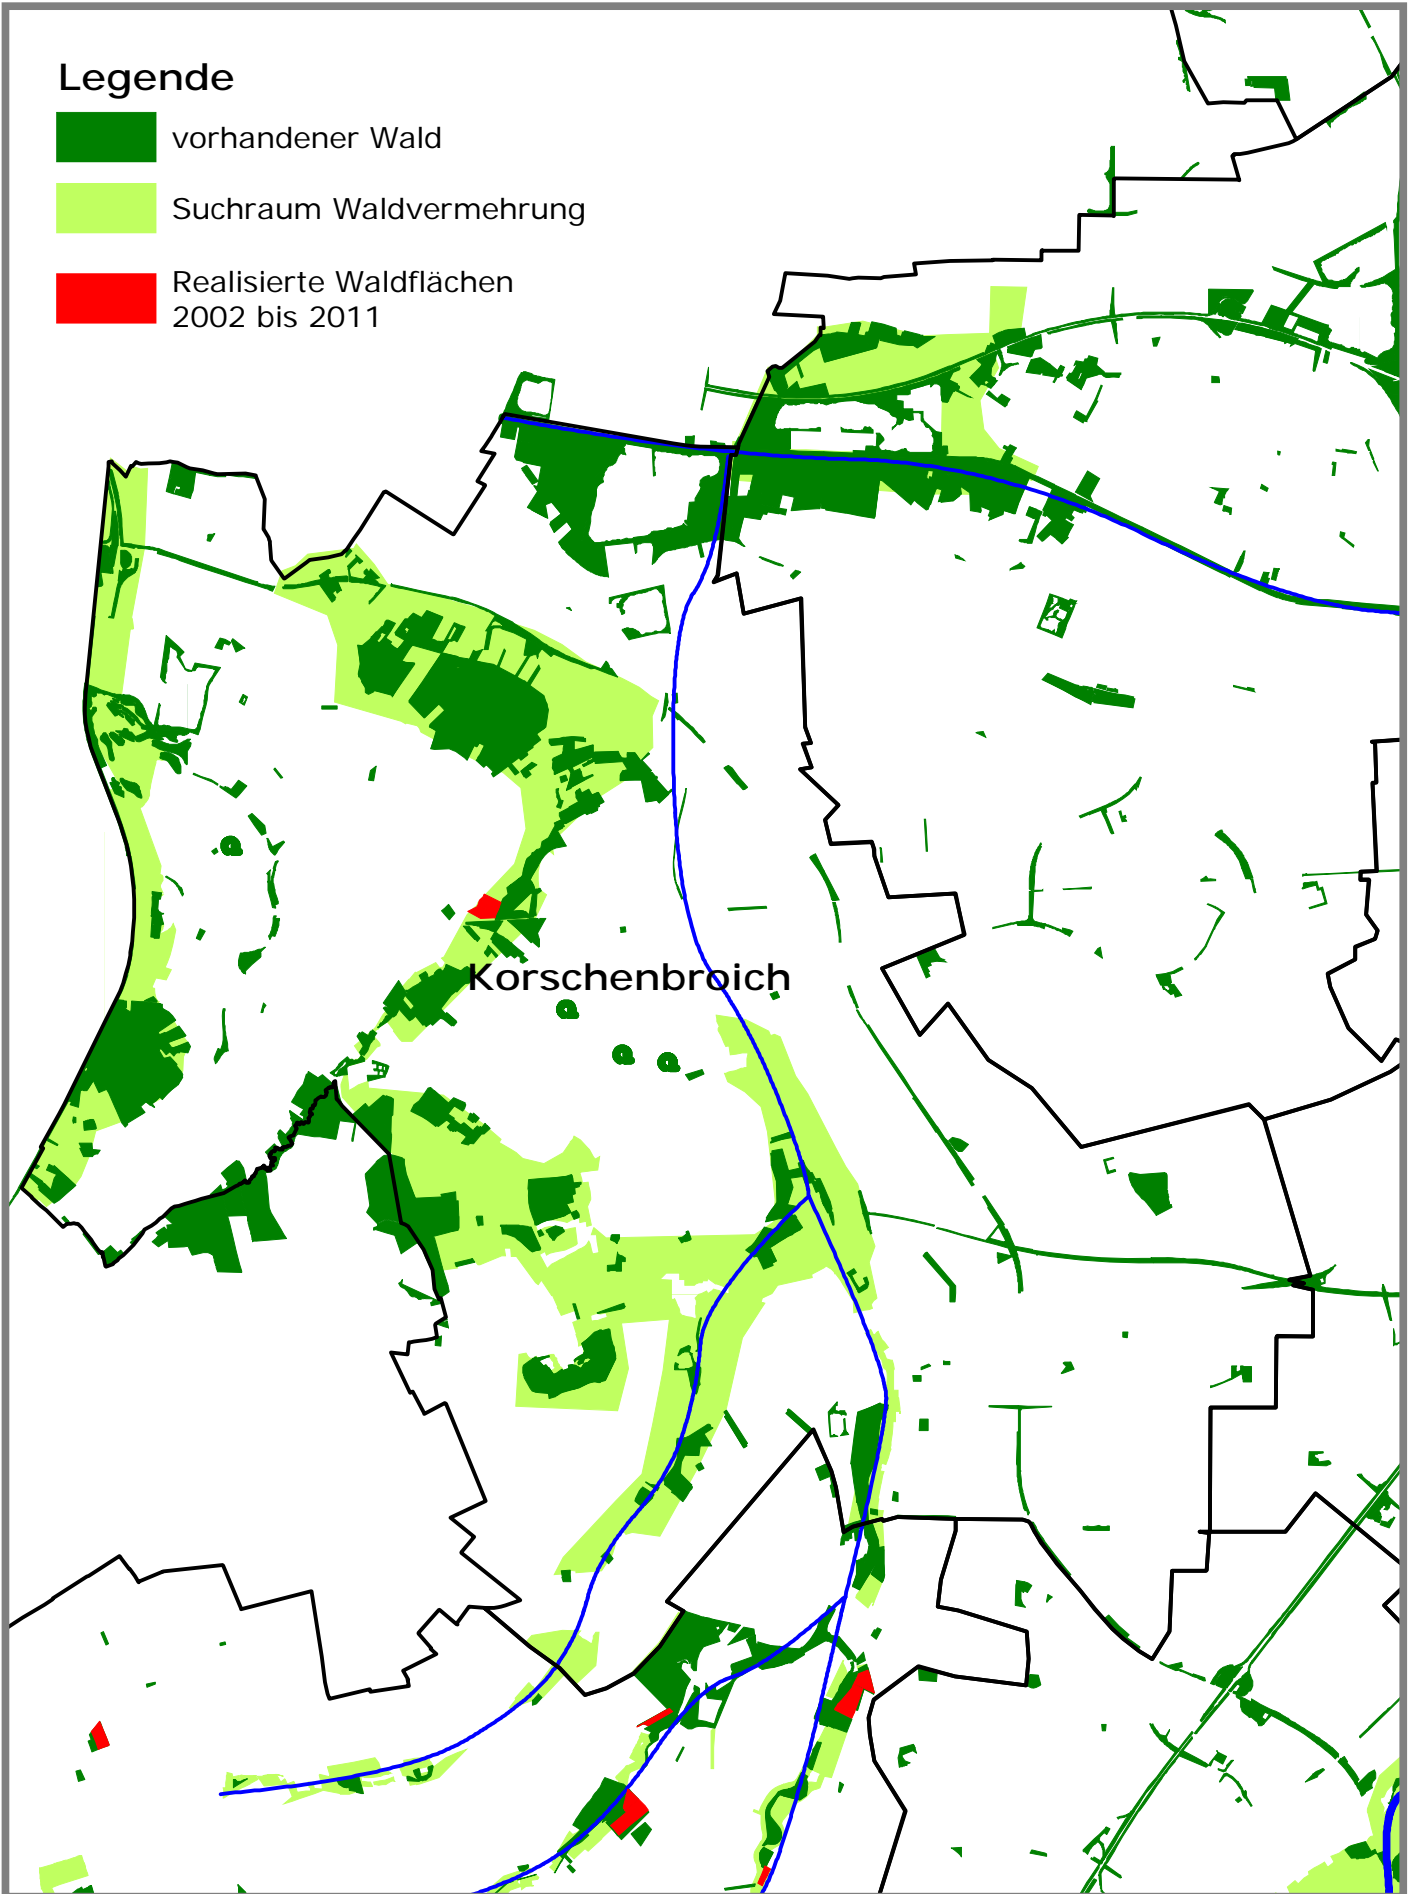 Legende
vorhandener Wald
Suchraum Waldvermehrung
Realisierte Waldflächen
2002 bis 2011
Korschenbroich